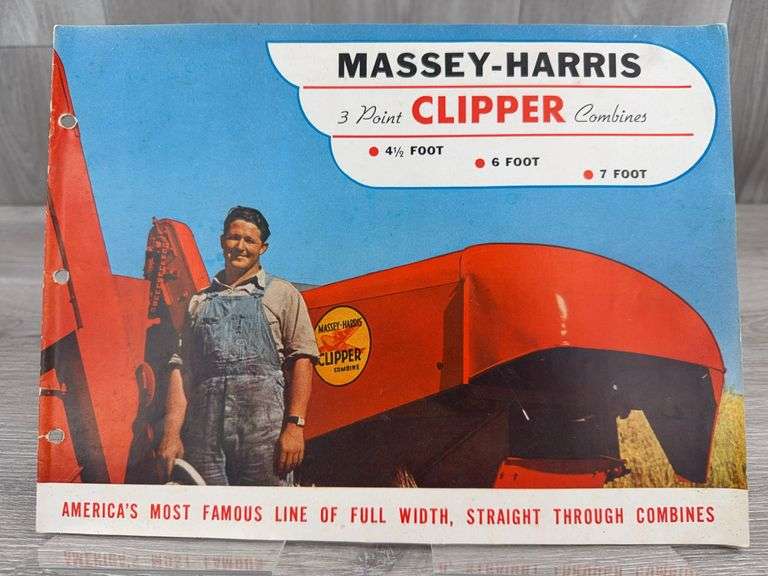 MASSEY-HARRIS
3 Point CLIPPER Combines
4½ FOOT
6 FOOT
7 FOOT
MASSEY-HARRIS
CLIPPER
COMBINE
AMERICA'S MOST FAMOUS LINE OF FULL WIDTH, STRAIGHT THROUGH COMBINES